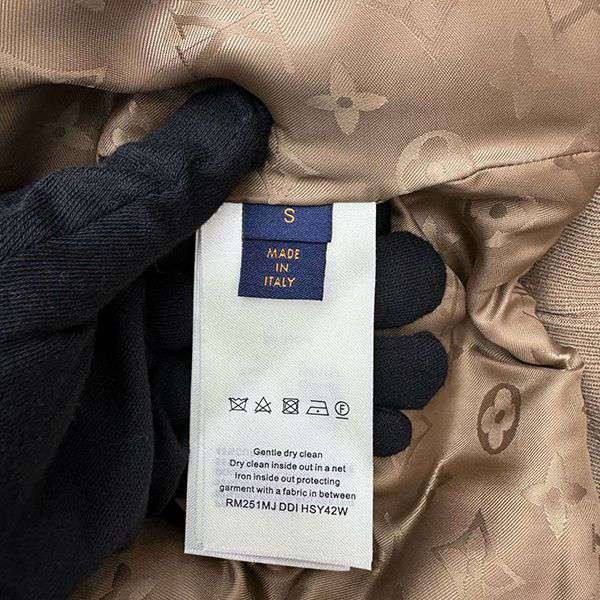 S
MADE
IN
ITALY
Gentle dry clean
Dry clean inside out in a net
Iron inside out protecting
garment with a fabric in between
RM251MJ DDI HSY42W